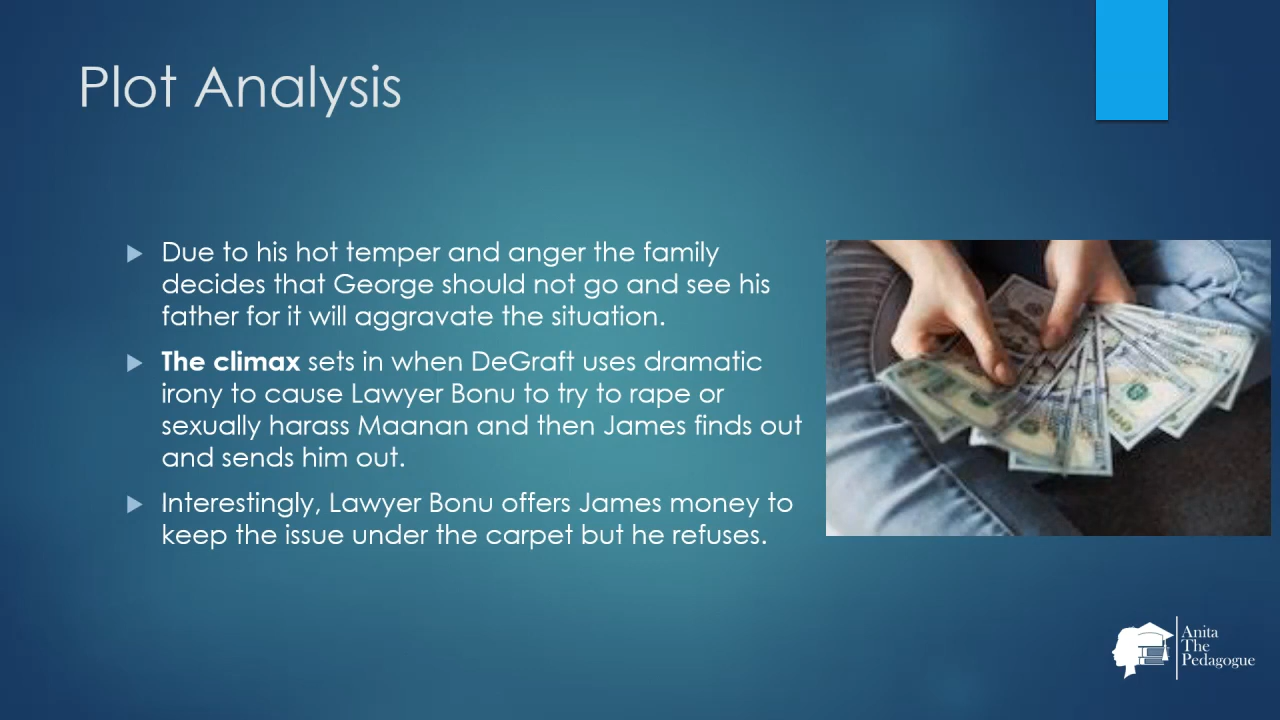 Plot Analysis
Due to his hot temper and anger the family
decides that George should not go and see his
father for it will aggravate the situation.
The climax sets in when DeGraft uses dramatic
irony to cause Lawyer Bonu to try to rape or
sexually harass Maanan and then James finds out
and sends him out.
Interestingly, Lawyer Bonu offers James money to
keep the issue under the carpet but he refuses.
Anita
The
Pedagogue